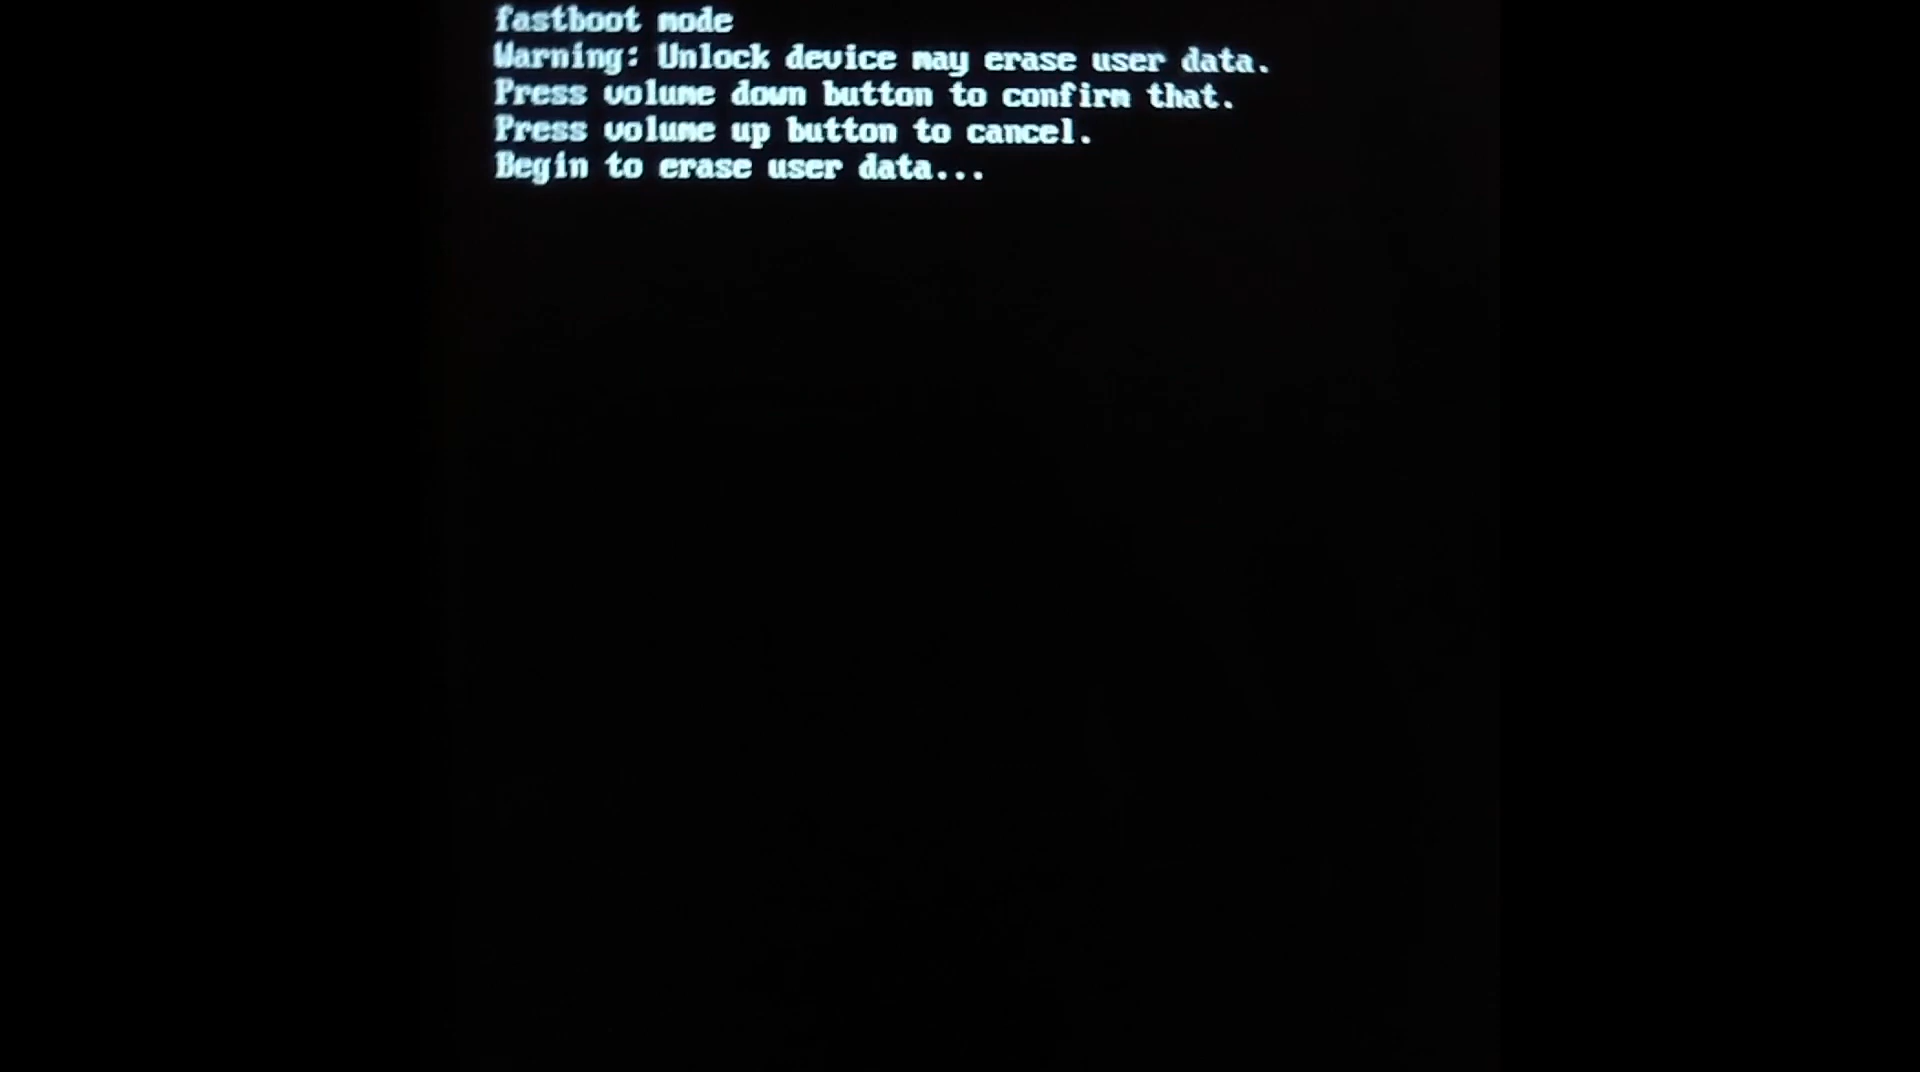 fastboot mode
Warning: Unlock device may erase user data.
Press volume down button to confirm that.
Press volume up button to cancel.
Begin to erase user data...